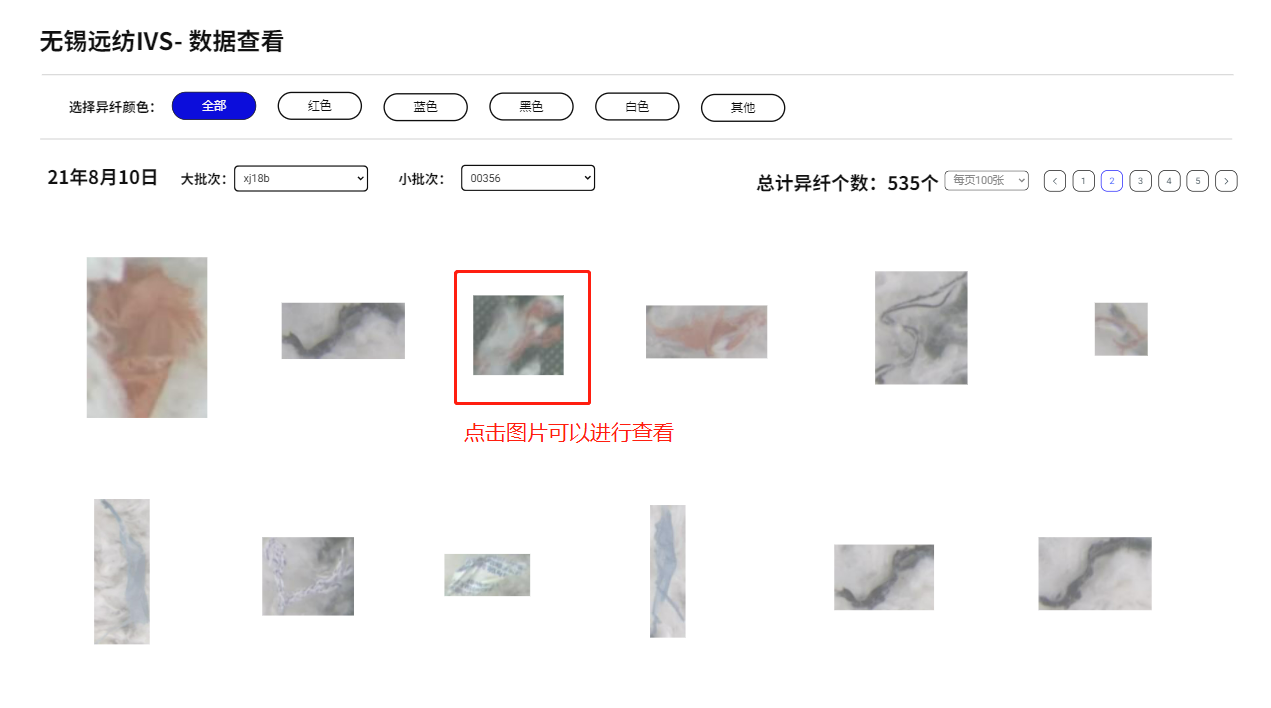 无锡远纺IVS- 数据查看
选择异纤颜色: 全部 红色 蓝色 黑色 白色 其他
21年8月10日 大批次: xj18b 小批次: 00356 总计异纤个数: 535个 每页100张 < 1 2 3 4 5 >
点击图片可以进行查看